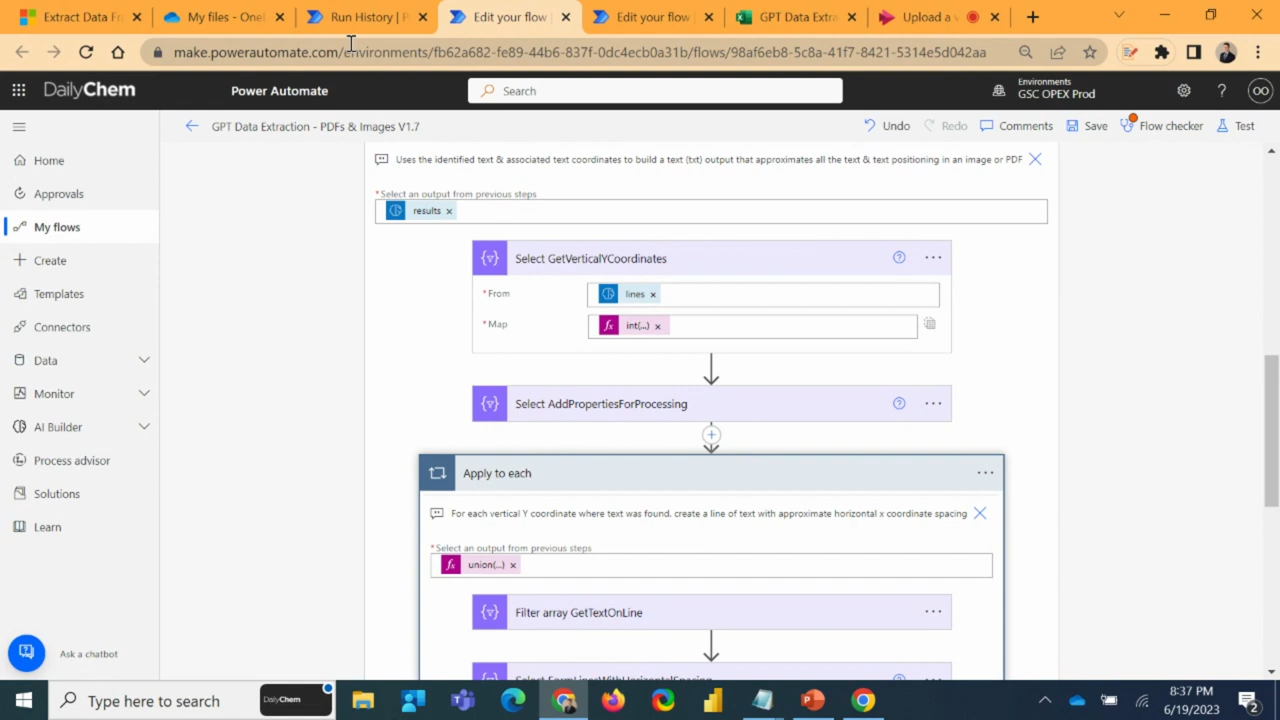 Extract Data Fr
My files - OneI
Run History | P
Edit your flow |
Edit your flow
GPT Data Extra
Upload a v
make.powerautomate.com/environments/fb62a682-fe89-44b6-837f-0dc4ecb0a31b/flows/98af6eb8-5c8a-41f7-8421-5314e5d042aa
DailyChem
Power Automate
Search
Environments
GSC OPEX Prod
OO
GPT Data Extraction - PDFs & Images V1.7
Undo
Redo
Comments
Save
Flow checker
Test
Home
Approvals
My flows
Create
Templates
Connectors
Data
Monitor
AI Builder
Process advisor
Solutions
Learn
Ask a chatbot
Uses the identified text & associated text coordinates to build a text (txt) output that approximates all the text & text positioning in an image or PDF
*Select an output from previous steps
results
Select GetVerticalYCoordinates
*From
lines
*Map
fx int(...)
Select AddPropertiesForProcessing
Apply to each
For each vertical Y coordinate where text was found, create a line of text with approximate horizontal x coordinate spacing
*Select an output from previous steps
fx union(...)
Filter array GetTextOnLine
Select FormLinesWithHorizontalSpacing
Type here to search
DailyChem
8:37 PM
6/19/2023
2